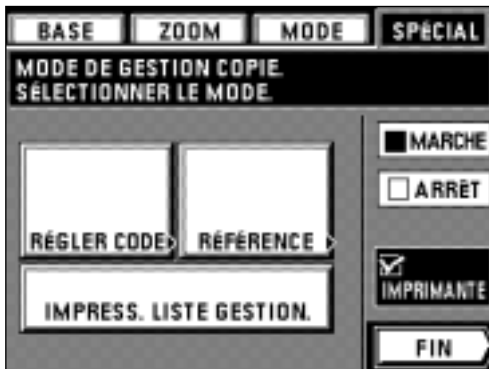 BASE ZOOM MODE SPÉCIAL
MODE DE GESTION COPIE.
SÉLECTIONNER LE MODE.
MARCHE
ARRÊT
RÉGLER CODE RÉFÉRENCE
IMPRIMANTE
IMPRESS. LISTE GESTION.
FIN